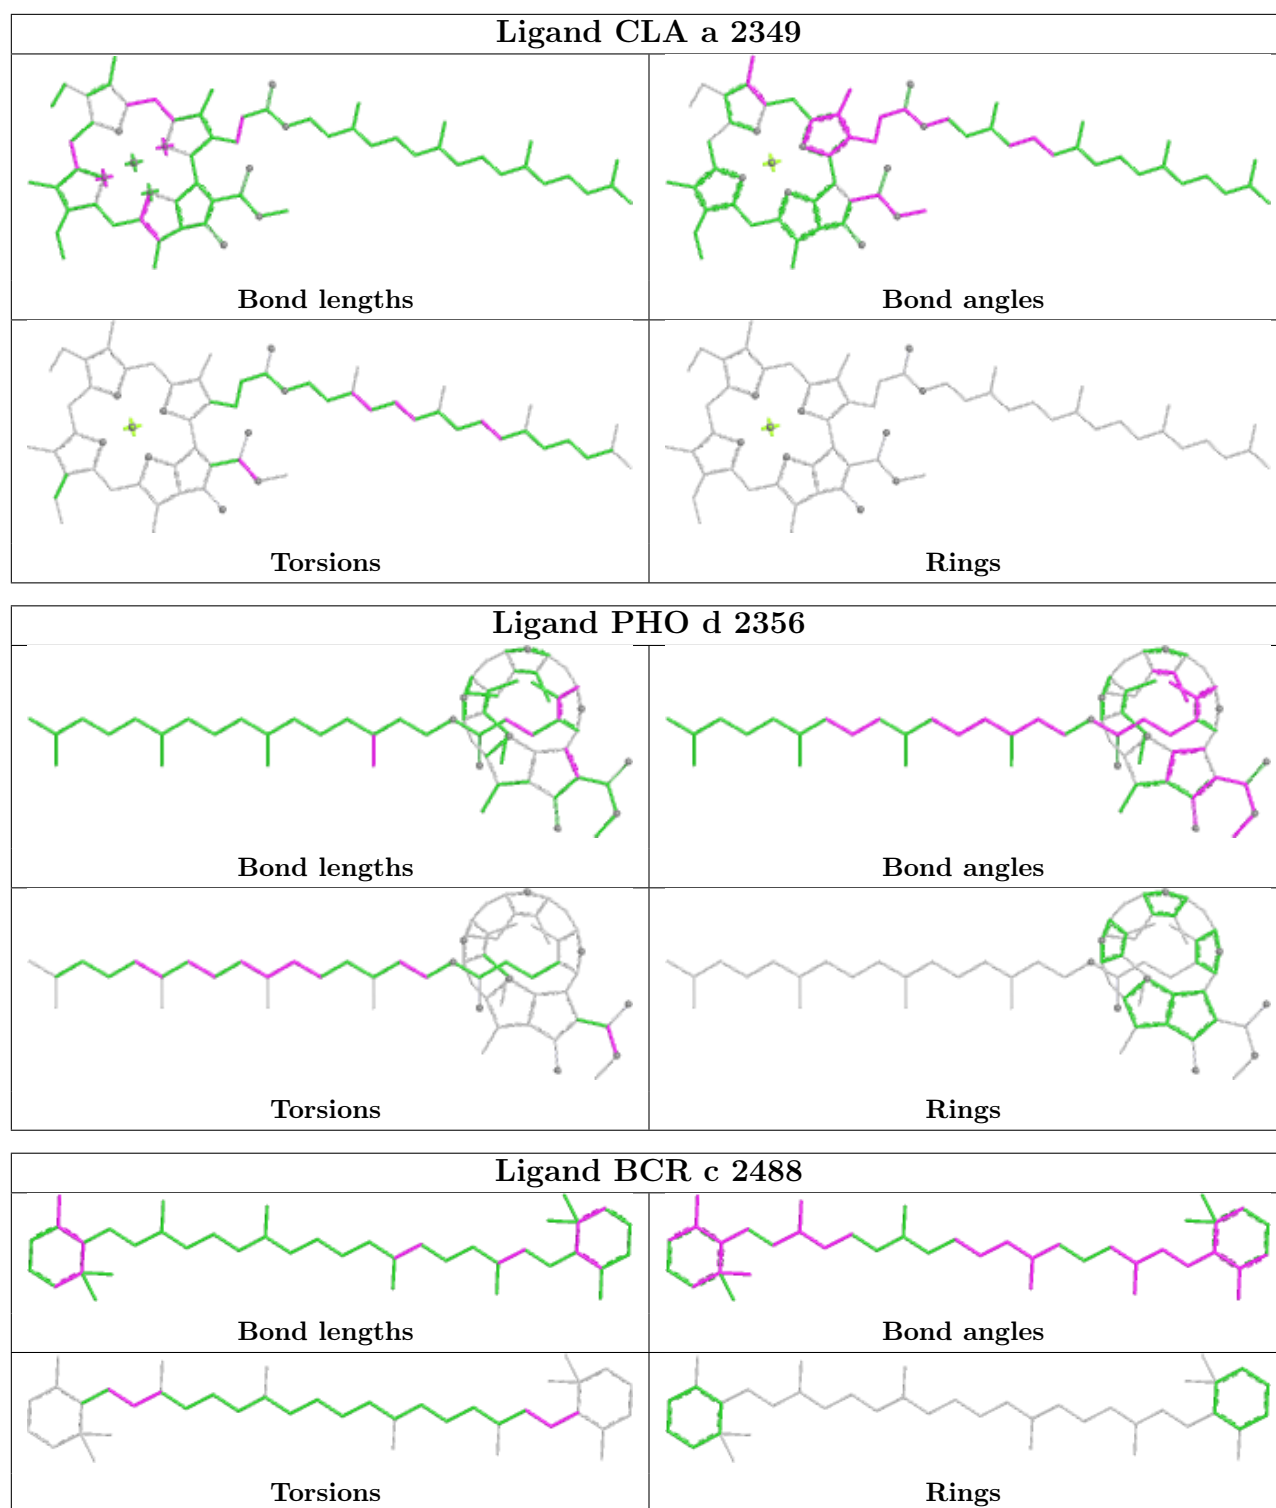 Ligand CLA a 2349
Bond lengths
Bond angles
Torsions
Rings
Ligand PHO d 2356
Bond lengths
Bond angles
Torsions
Rings
Ligand BCR c 2488
Bond lengths
Bond angles
Torsions
Rings